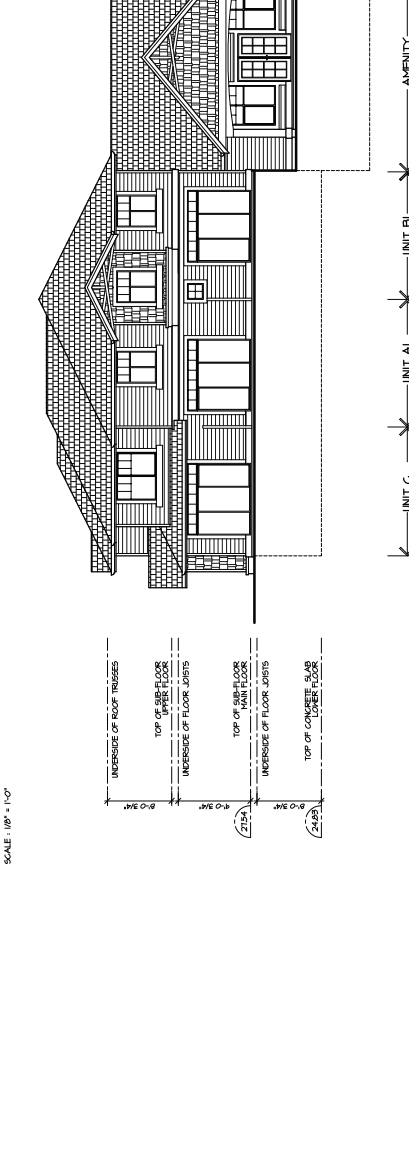 SCALE : 1/8" = 1'-0"
UNDERSIDE OF ROOF TRUSSES
TOP OF SUB-FLOOR
UPPER FLOOR
UNDERSIDE OF FLOOR JOISTS
TOP OF SUB-FLOOR
MAIN FLOOR
UNDERSIDE OF FLOOR JOISTS
TOP OF CONCRETE SLAB
LOWER FLOOR
8'-0 3/4"
9'-0 3/4"
8'-0 3/4"
27.54
24.83
UNIT C
UNIT A1
UNIT B1
AMENITY